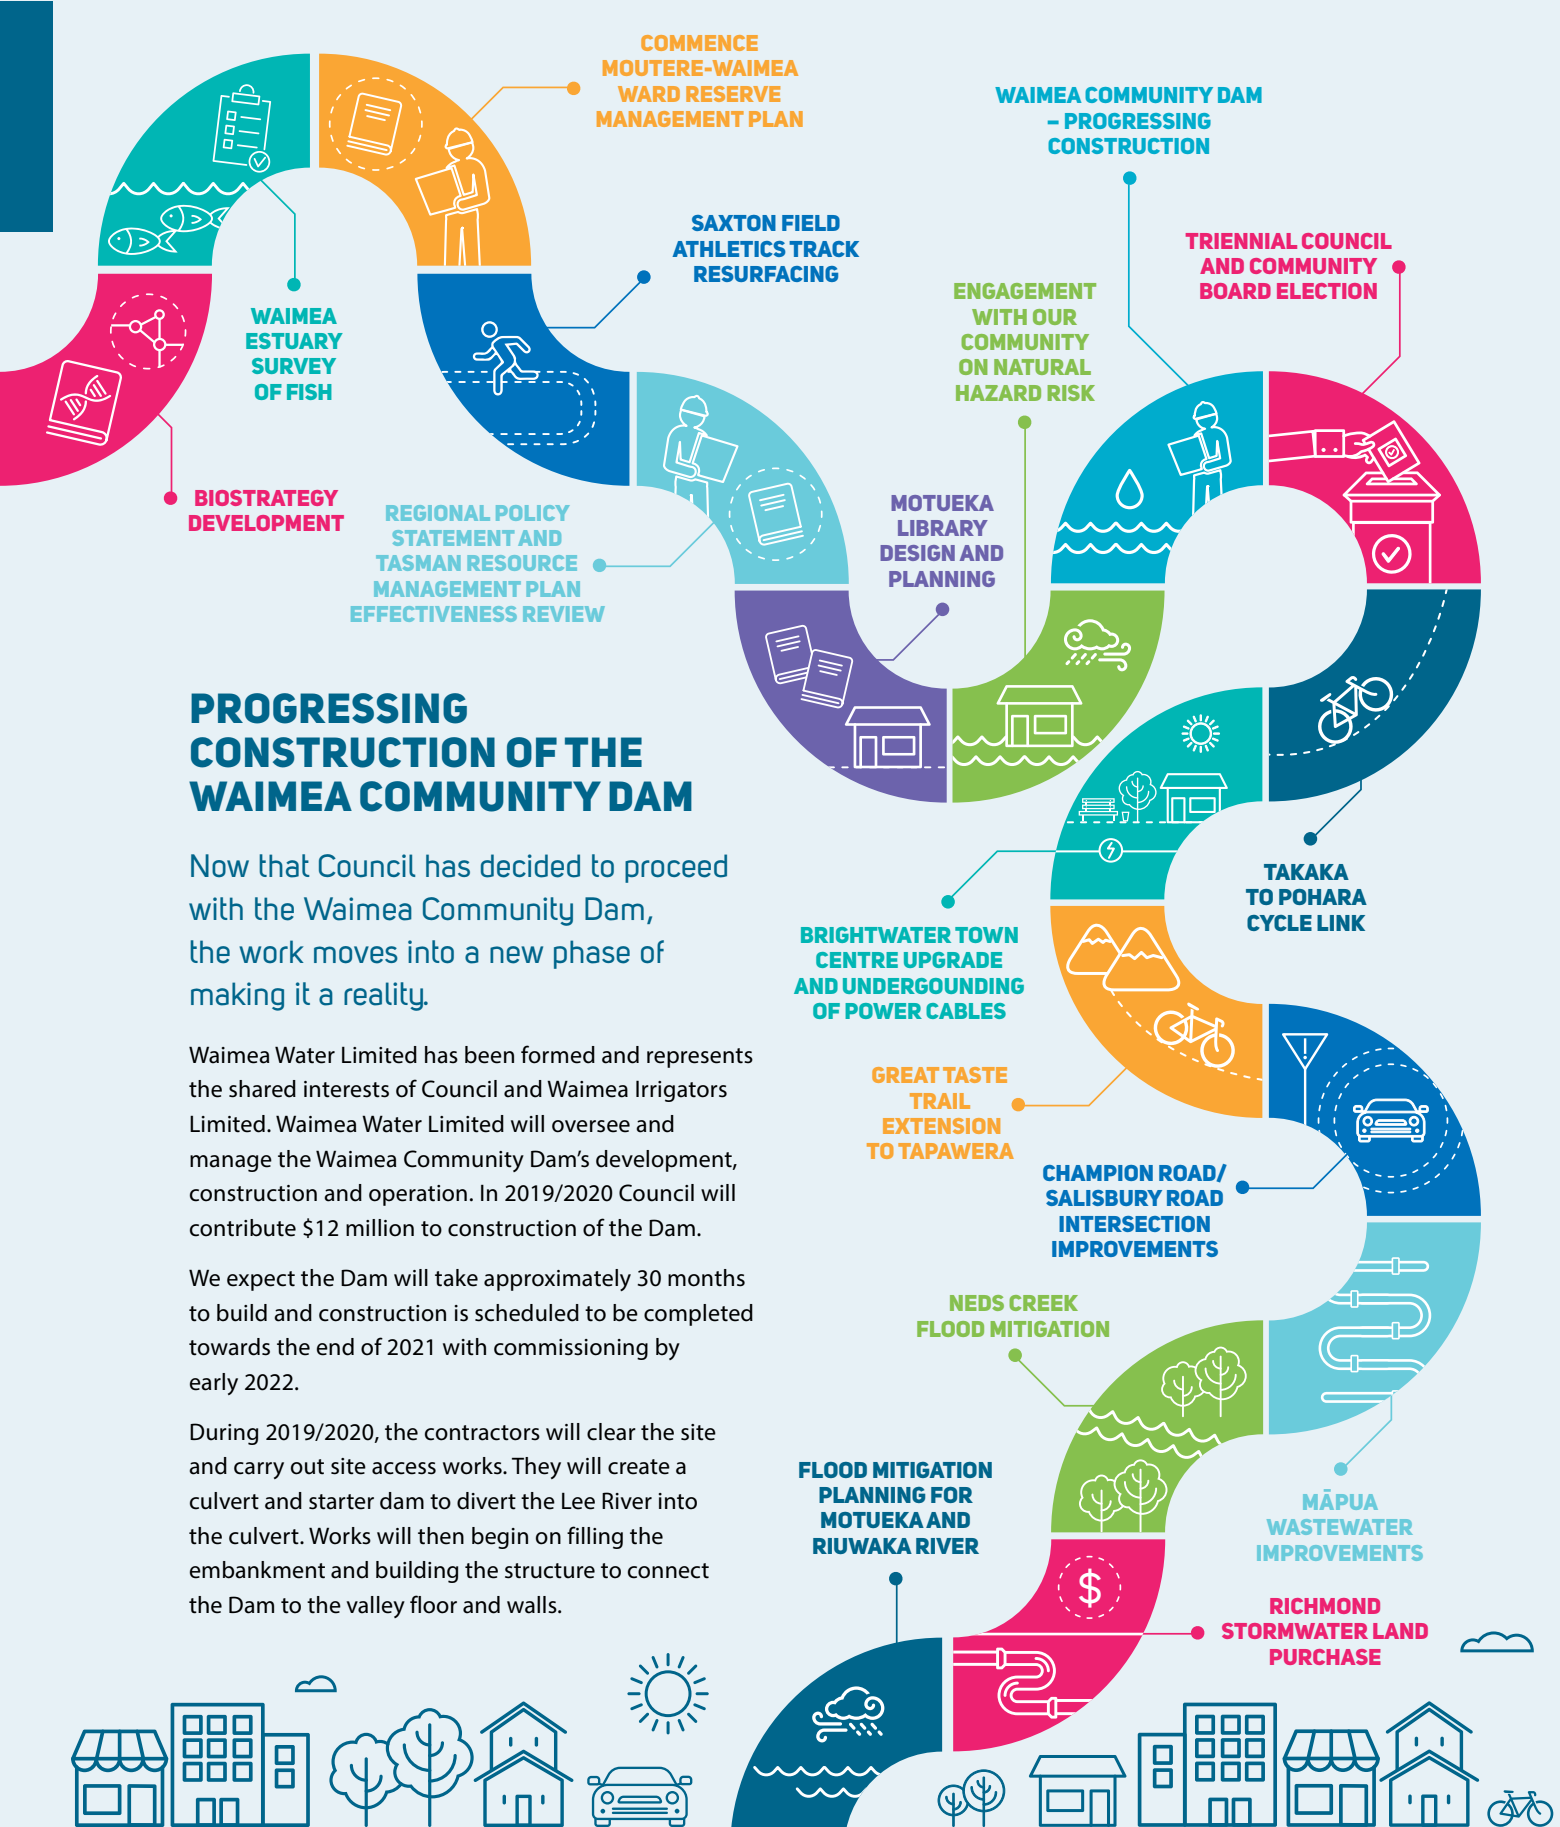 COMMENCE
MOUTERE-WAIMEA
WARD RESERVE
MANAGEMENT PLAN
WAIMEA COMMUNITY DAM
– PROGRESSING
CONSTRUCTION
SAXTON FIELD
ATHLETICS TRACK
RESURFACING
TRIENNIAL COUNCIL
AND COMMUNITY
BOARD ELECTION
ENGAGEMENT
WITH OUR
COMMUNITY
ON NATURAL
HAZARD RISK
WAIMEA
ESTUARY
SURVEY
OF FISH
BIOSTRATEGY
DEVELOPMENT
REGIONAL POLICY
STATEMENT AND
TASMAN RESOURCE
MANAGEMENT PLAN
EFFECTIVENESS REVIEW
MOTUEKA
LIBRARY
DESIGN AND
PLANNING
PROGRESSING
CONSTRUCTION OF THE
WAIMEA COMMUNITY DAM
Now that Council has decided to proceed
with the Waimea Community Dam,
the work moves into a new phase of
making it a reality.
Waimea Water Limited has been formed and represents
the shared interests of Council and Waimea Irrigators
Limited. Waimea Water Limited will oversee and
manage the Waimea Community Dam’s development,
construction and operation. In 2019/2020 Council will
contribute $12 million to construction of the Dam.
We expect the Dam will take approximately 30 months
to build and construction is scheduled to be completed
towards the end of 2021 with commissioning by
early 2022.
During 2019/2020, the contractors will clear the site
and carry out site access works. They will create a
culvert and starter dam to divert the Lee River into
the culvert. Works will then begin on filling the
embankment and building the structure to connect
the Dam to the valley floor and walls.
TAKAKA
TO POHARA
CYCLE LINK
BRIGHTWATER TOWN
CENTRE UPGRADE
AND UNDERGOUNDING
OF POWER CABLES
GREAT TASTE
TRAIL
EXTENSION
TO TAPAWERA
CHAMPION ROAD/
SALISBURY ROAD
INTERSECTION
IMPROVEMENTS
NEDS CREEK
FLOOD MITIGATION
MĀPUA
WASTEWATER
IMPROVEMENTS
FLOOD MITIGATION
PLANNING FOR
MOTUEKA AND
RIUWAKA RIVER
$
RICHMOND
STORMWATER LAND
PURCHASE